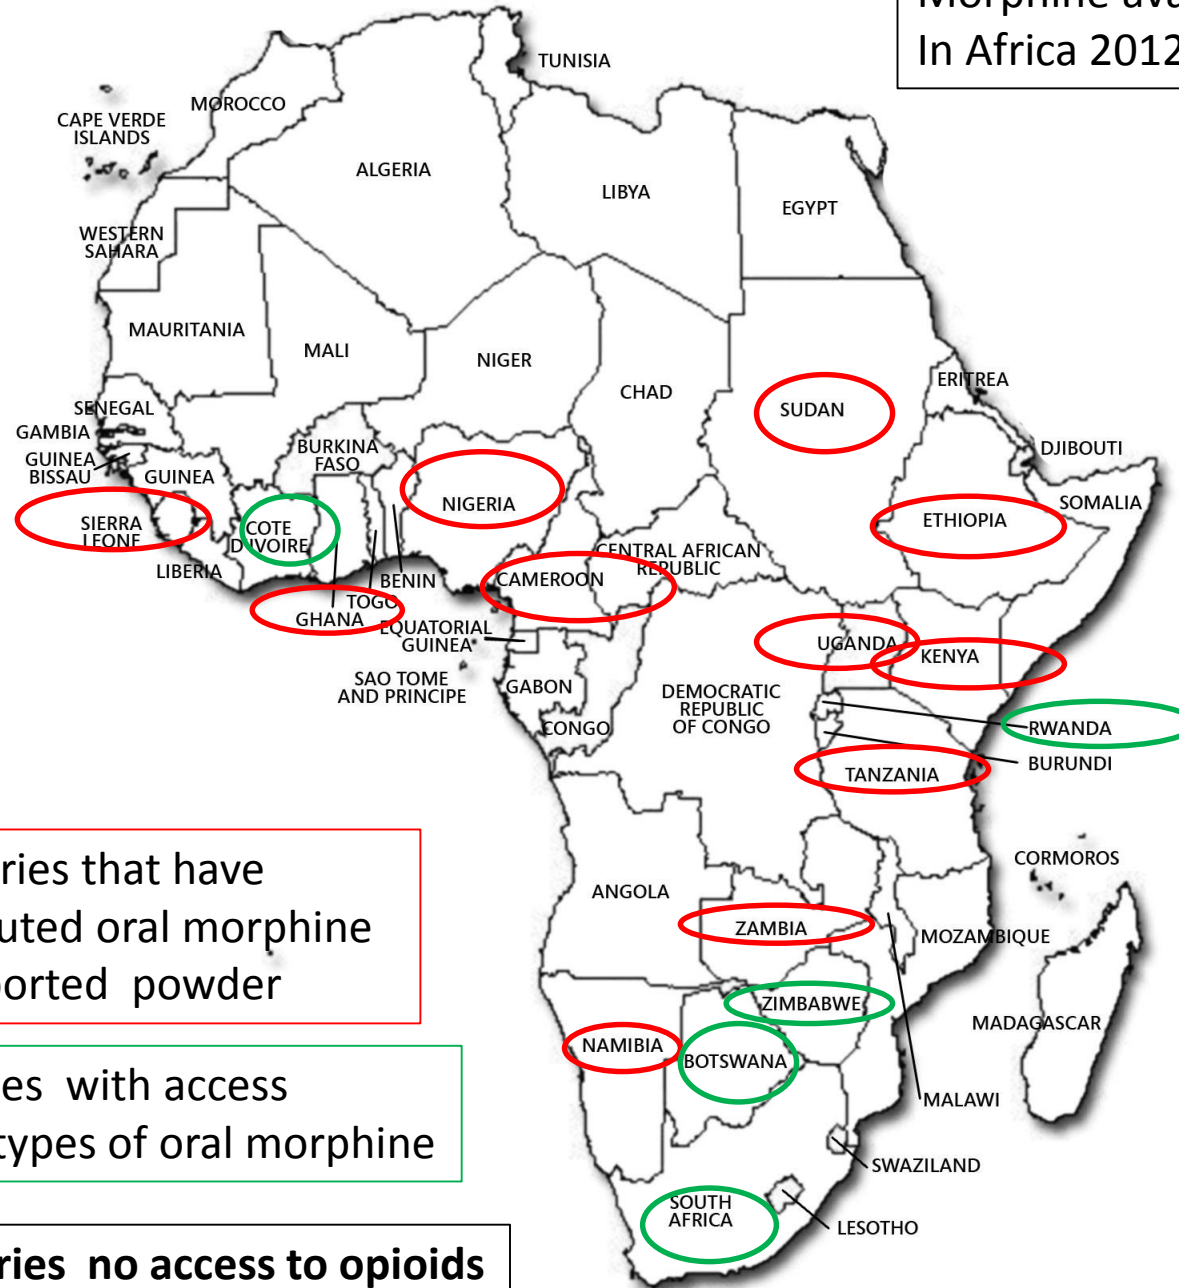 Morphine ava
In Africa 2012
TUNISIA
MOROCCO
CAPE VERDE
ISLANDS
ALGERIA
LIBYA
EGYPT
WESTERN
SAHARA
MAURITANIA
MALI
NIGER
CHAD
SUDAN
ERITREA
SENEGAL
GAMBIA
GUINEA
BISSAU
GUINEA
BURKINA
FASO
DJIBOUTI
NIGERIA
SOMALIA
SIERRA
LEONE
COTE
D'IVOIRE
ETHIOPIA
LIBERIA
CENTRAL AFRICAN
REPUBLIC
CAMEROON
BENIN
TOGO
GHANA
EQUATORIAL
GUINEA
UGANDA
KENYA
SAO TOME
AND PRINCIPE
GABON
DEMOCRATIC
REPUBLIC
OF CONGO
CONGO
RWANDA
BURUNDI
TANZANIA
ries that have
uted oral morphine
orted powder
CORMOROS
ANGOLA
ZAMBIA
MOZAMBIQUE
ZIMBABWE
MADAGASCAR
NAMIBIA
BOTSWANA
es with access
types of oral morphine
MALAWI
SWAZILAND
SOUTH
AFRICA
LESOTHO
ries no access to opioids